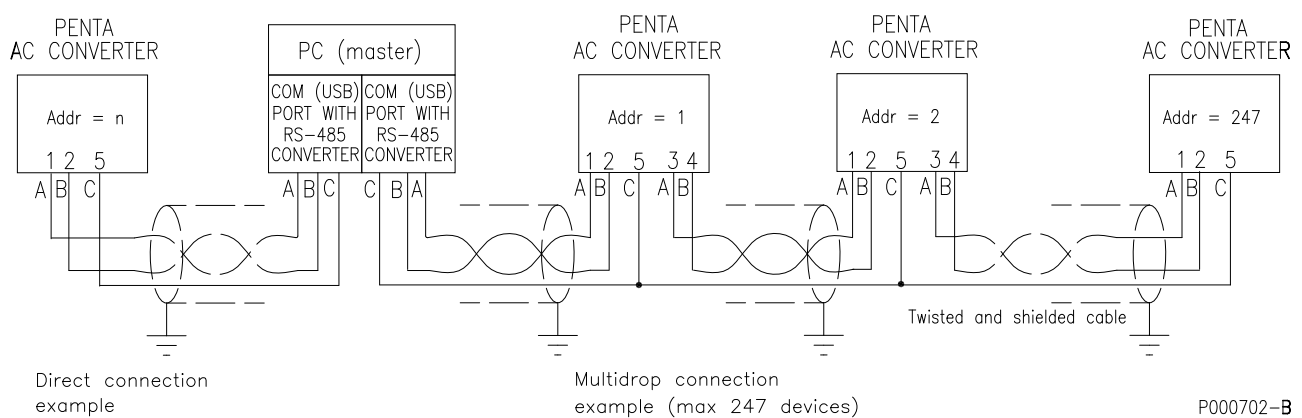 PENTA
AC CONVERTER
Addr = n
1 2 5
A B C
PC (master)
COM (USB)
PORT WITH
RS-485
CONVERTER
A B C
COM (USB)
PORT WITH
RS-485
CONVERTER
C B A
PENTA
AC CONVERTER
Addr = 1
1 2 5 3 4
A B C A B
PENTA
AC CONVERTER
Addr = 2
1 2 5 3 4
A B C A B
PENTA
AC CONVERTER
Addr = 247
1 2 5
A B C
Twisted and shielded cable
Direct connection
example
Multidrop connection
example (max 247 devices)
P000702-B